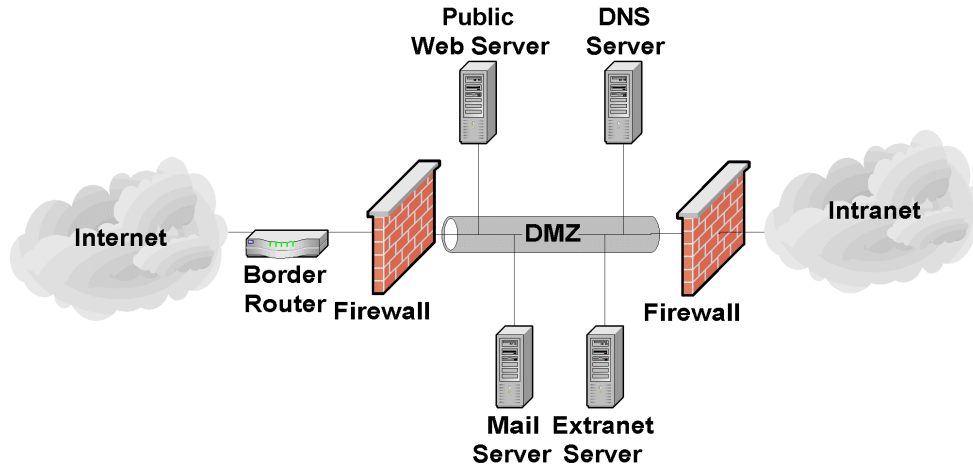 Public
Web Server
DNS
Server
Internet
Border
Router
Firewall
DMZ
Firewall
Intranet
Mail
Server
Extranet
Server